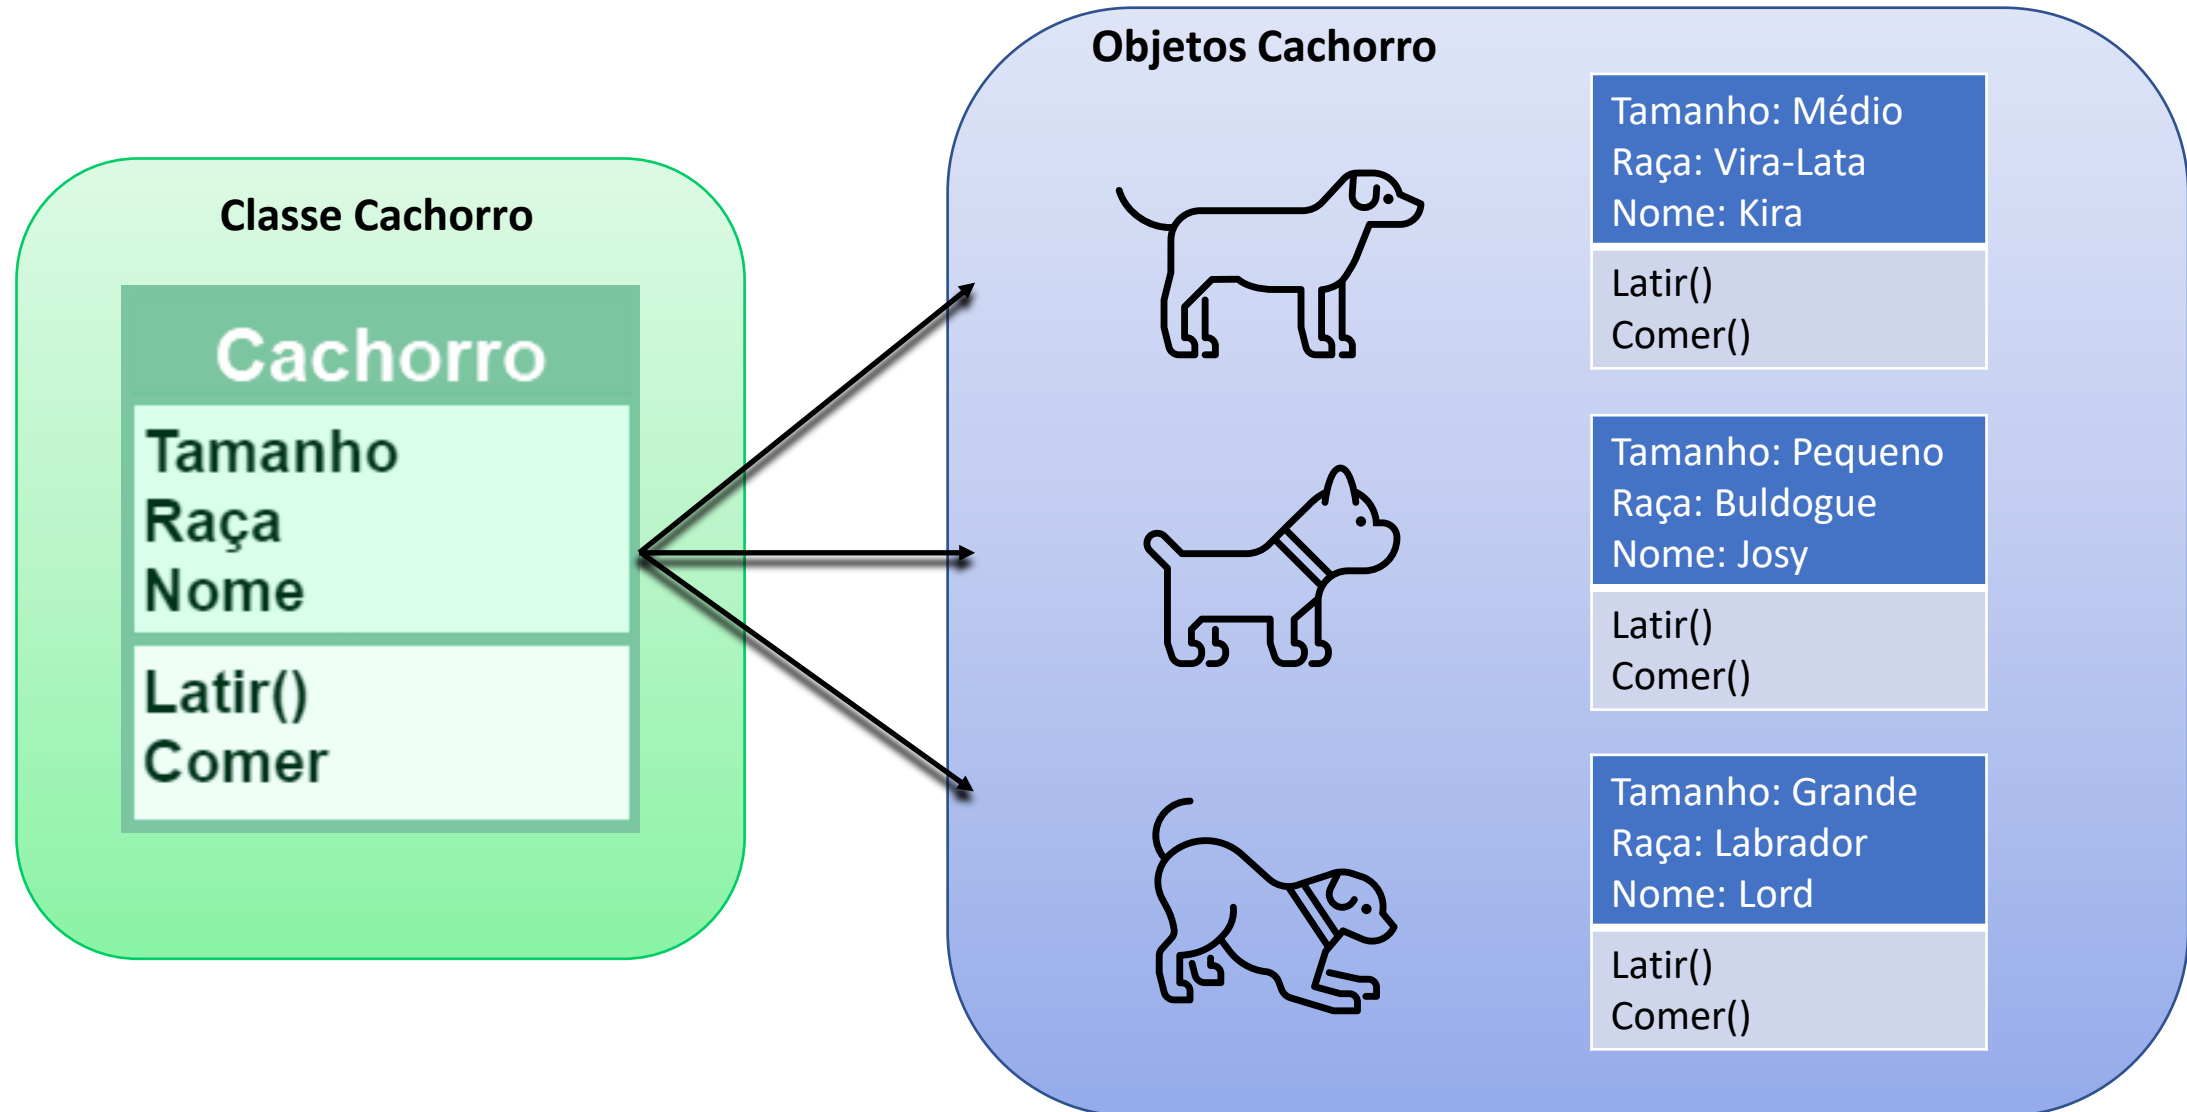 Classe Cachorro
Cachorro
Tamanho
Raça
Nome
Latir()
Comer
Objetos Cachorro
Tamanho: Médio
Raça: Vira-Lata
Nome: Kira
Latir()
Comer()
Tamanho: Pequeno
Raça: Buldogue
Nome: Josy
Latir()
Comer()
Tamanho: Grande
Raça: Labrador
Nome: Lord
Latir()
Comer()